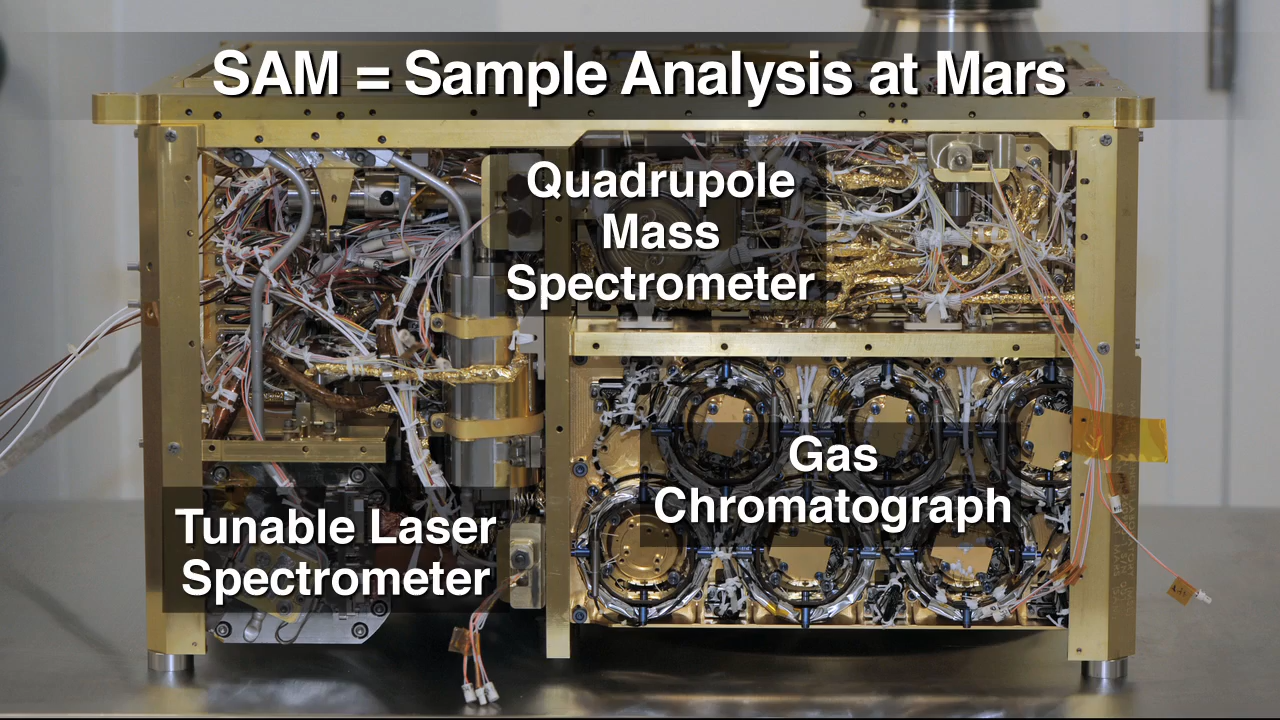 SAM = Sample Analysis at Mars
Quadrupole
Mass
Spectrometer
Gas
Chromatograph
Tunable Laser
Spectrometer